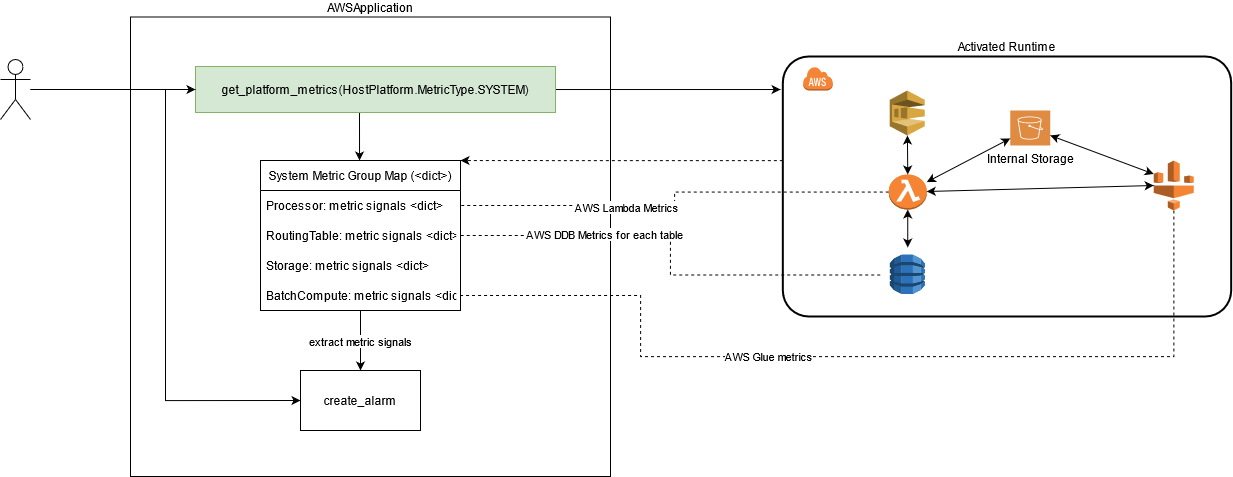 AWSApplication
Activated Runtime
AWS
get_platform_metrics(HostPlatform.MetricType.SYSTEM)
Internal Storage
System Metric Group Map (<dict>)
Processor: metric signals <dict>
AWS Lambda Metrics
RoutingTable: metric signals <dict>
AWS DDB Metrics for each table
Storage: metric signals <dict>
BatchCompute: metric signals <dic
extract metric signals
AWS Glue metrics
create_alarm